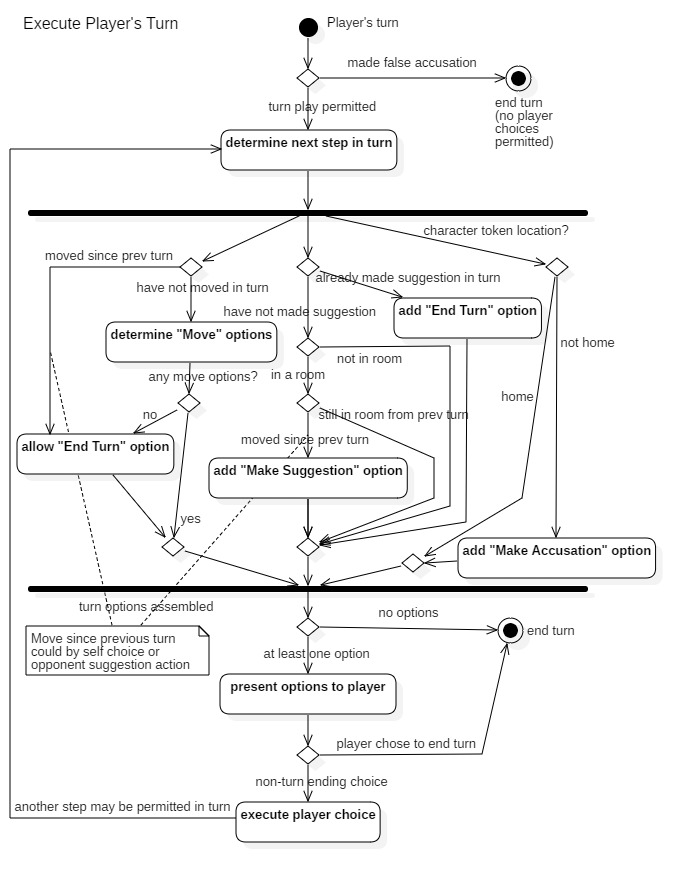 Execute Player's Turn
Player's turn
made false accusation
end turn
(no player
choices
permitted)
turn play permitted
determine next step in turn
character token location?
moved since prev turn
already made suggestion in turn
have not moved in turn
have not made suggestion
add "End Turn" option
determine "Move" options
not home
not in room
any move options?
in a room
home
no
still in room from prev turn
moved since prev turn
allow "End Turn" option
add "Make Suggestion" option
yes
add "Make Accusation" option
turn options assembled
no options
end turn
Move since previous turn
could by self choice or
opponent suggestion action
at least one option
present options to player
player chose to end turn
non-turn ending choice
another step may be permitted in turn
execute player choice